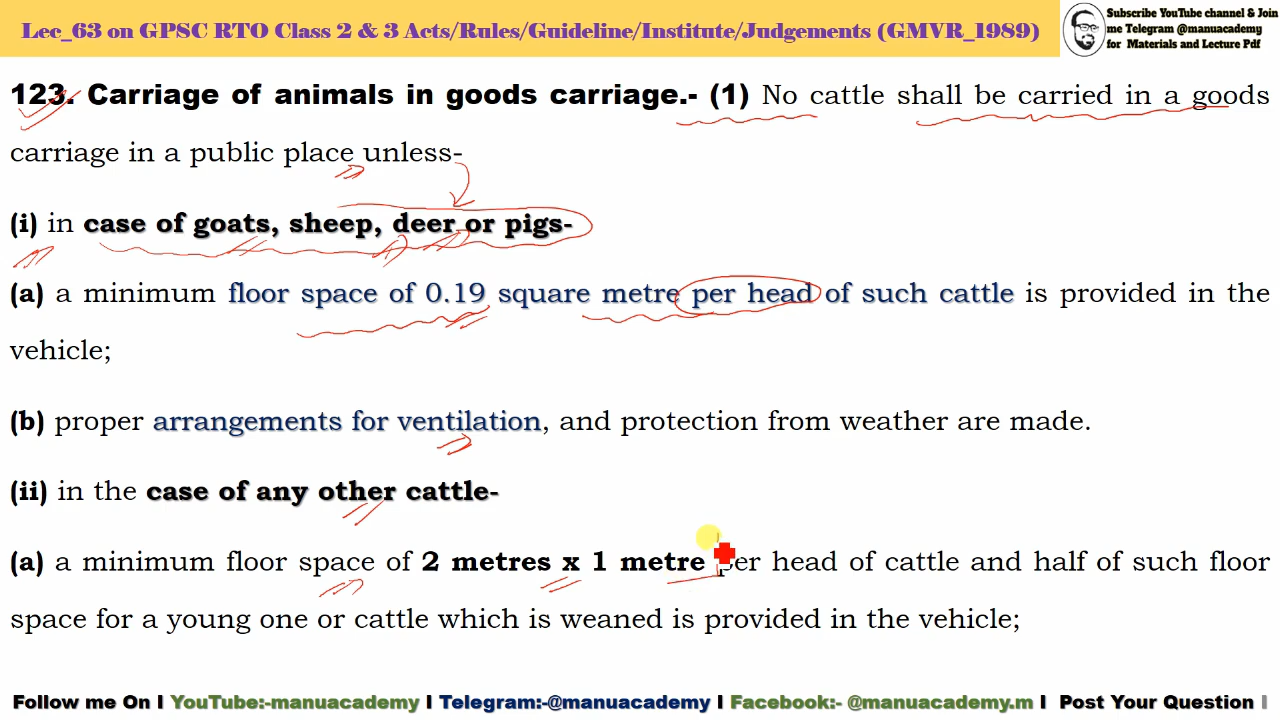 Lec_63 on GPSC RTO Class 2 & 3 Acts/Rules/Guideline/Institute/Judgements (GMVR_1989)
Subscribe YouTube channel & Join
me Telegram @manuacademy
for Materials and Lecture Pdf
123. Carriage of animals in goods carriage.- (1) No cattle shall be carried in a goods
carriage in a public place unless-
(i) in case of goats, sheep, deer or pigs-
(a) a minimum floor space of 0.19 square metre per head of such cattle is provided in the
vehicle;
(b) proper arrangements for ventilation, and protection from weather are made.
(ii) in the case of any other cattle-
(a) a minimum floor space of 2 metres x 1 metre per head of cattle and half of such floor
space for a young one or cattle which is weaned is provided in the vehicle;
Follow me On I YouTube:-manuacademy I Telegram:-@manuacademy I Facebook:- @manuacademy.m I Post Your Question I